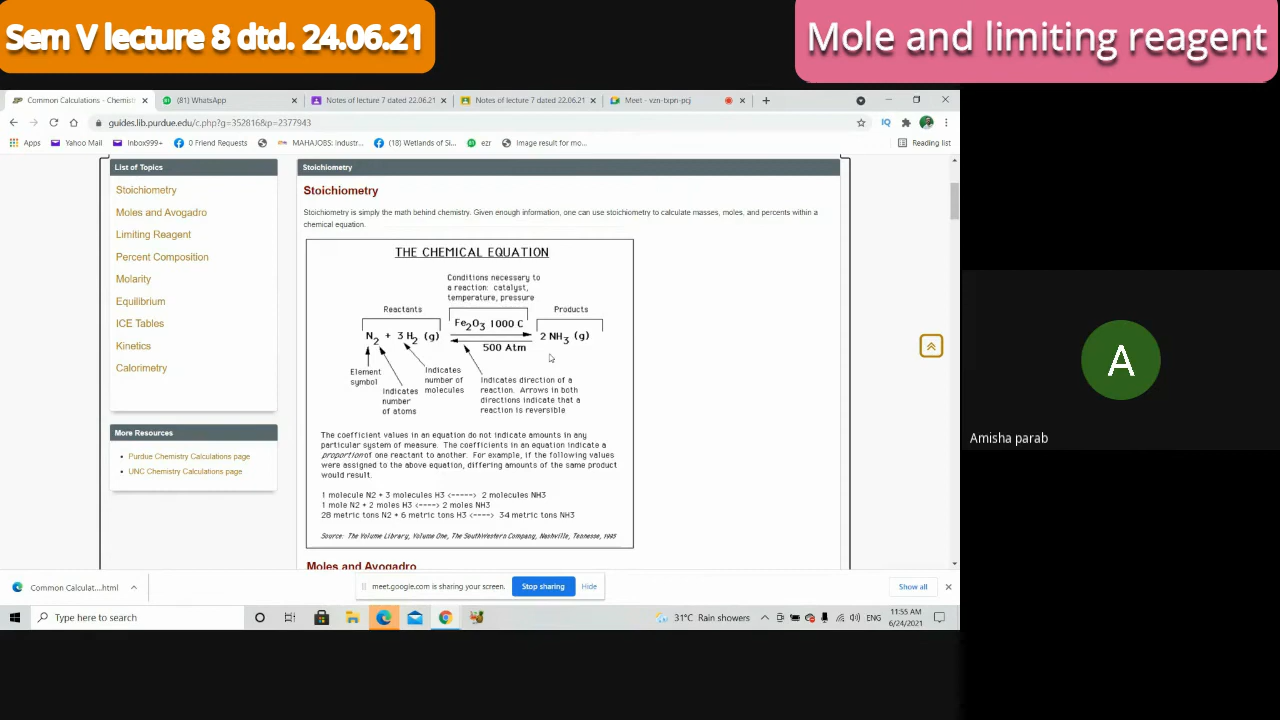 Sem V lecture 8 dtd. 24.06.21
Mole and limiting reagent
Common Calculations - Chemist
(81) WhatsApp
Notes of lecture 7 dated 22.06.21
Notes of lecture 7 dated 22.06.21
Meet - vzn-txpn-pcj
guides.lib.purdue.edu/c.php?g=352816&p=2377943
Apps
Yahoo Mail
Inbox999+
0 Friend Requests
MAHAJOBS: Industr...
(18) Wetlands of Si...
ezr
Image result for mo...
Reading list
List of Topics
Stoichiometry
Moles and Avogadro
Limiting Reagent
Percent Composition
Molarity
Equilibrium
ICE Tables
Kinetics
Calorimetry
More Resources
Purdue Chemistry Calculations page
UNC Chemistry Calculations page
Stoichiometry
Stoichiometry
Stoichiometry is simply the math behind chemistry. Given enough information, one can use stoichiometry to calculate masses, moles, and percents within a
chemical equation.
THE CHEMICAL EQUATION
Conditions necessary to
a reaction: catalyst,
temperature, pressure
Reactants
Products
Fe2O3 1000 C
N2 + 3 H2 (g)
2 NH3 (g)
500 Atm
Element
symbol
Indicates
number
of atoms
Indicates
number of
molecules
Indicates direction of a
reaction. Arrows in both
directions indicate that a
reaction is reversible
The coefficient values in an equation do not indicate amounts in any
particular system of measure. The coefficients in an equation indicate a
proportion of one reactant to another. For example, if the following values
were assigned to the above equation, differing amounts of the same product
would result.
1 molecule N2 + 3 molecules H3 <-----> 2 molecules NH3
1 mole N2 + 2 moles H3 <----> 2 moles NH3
28 metric tons N2 + 6 metric tons H3 <----> 34 metric tons NH3
Source: The Volume Library, Volume One, The SouthWestern Company, Nashville, Tennesse, 1995
Moles and Avogadro
A
Amisha parab
Common Calculat....html
meet.google.com is sharing your screen.
Stop sharing
Hide
Show all
Type here to search
31°C Rain showers
ENG
11:55 AM
6/24/2021